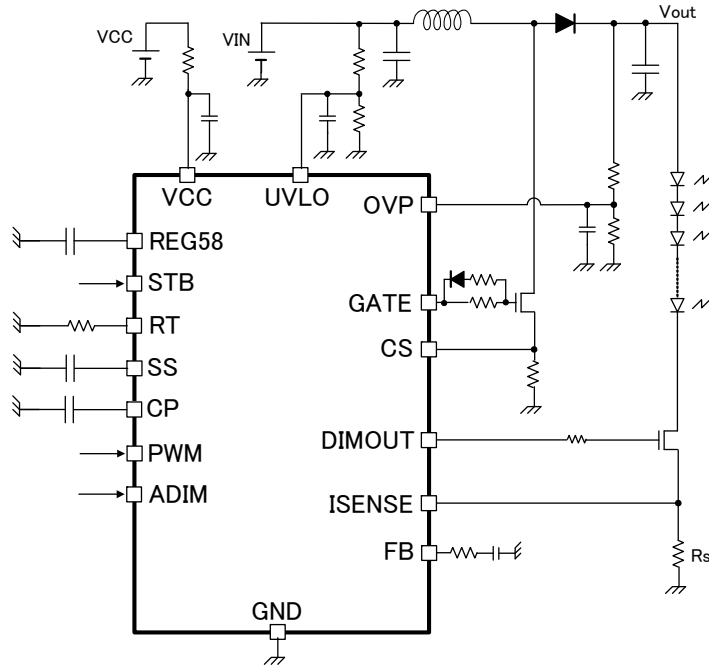 VCC
VIN
Vout
VCC
UVLO
OVP
REG58
STB
GATE
RT
CS
SS
CP
DIMOUT
PWM
ADIM
ISENSE
FB
Rs
GND